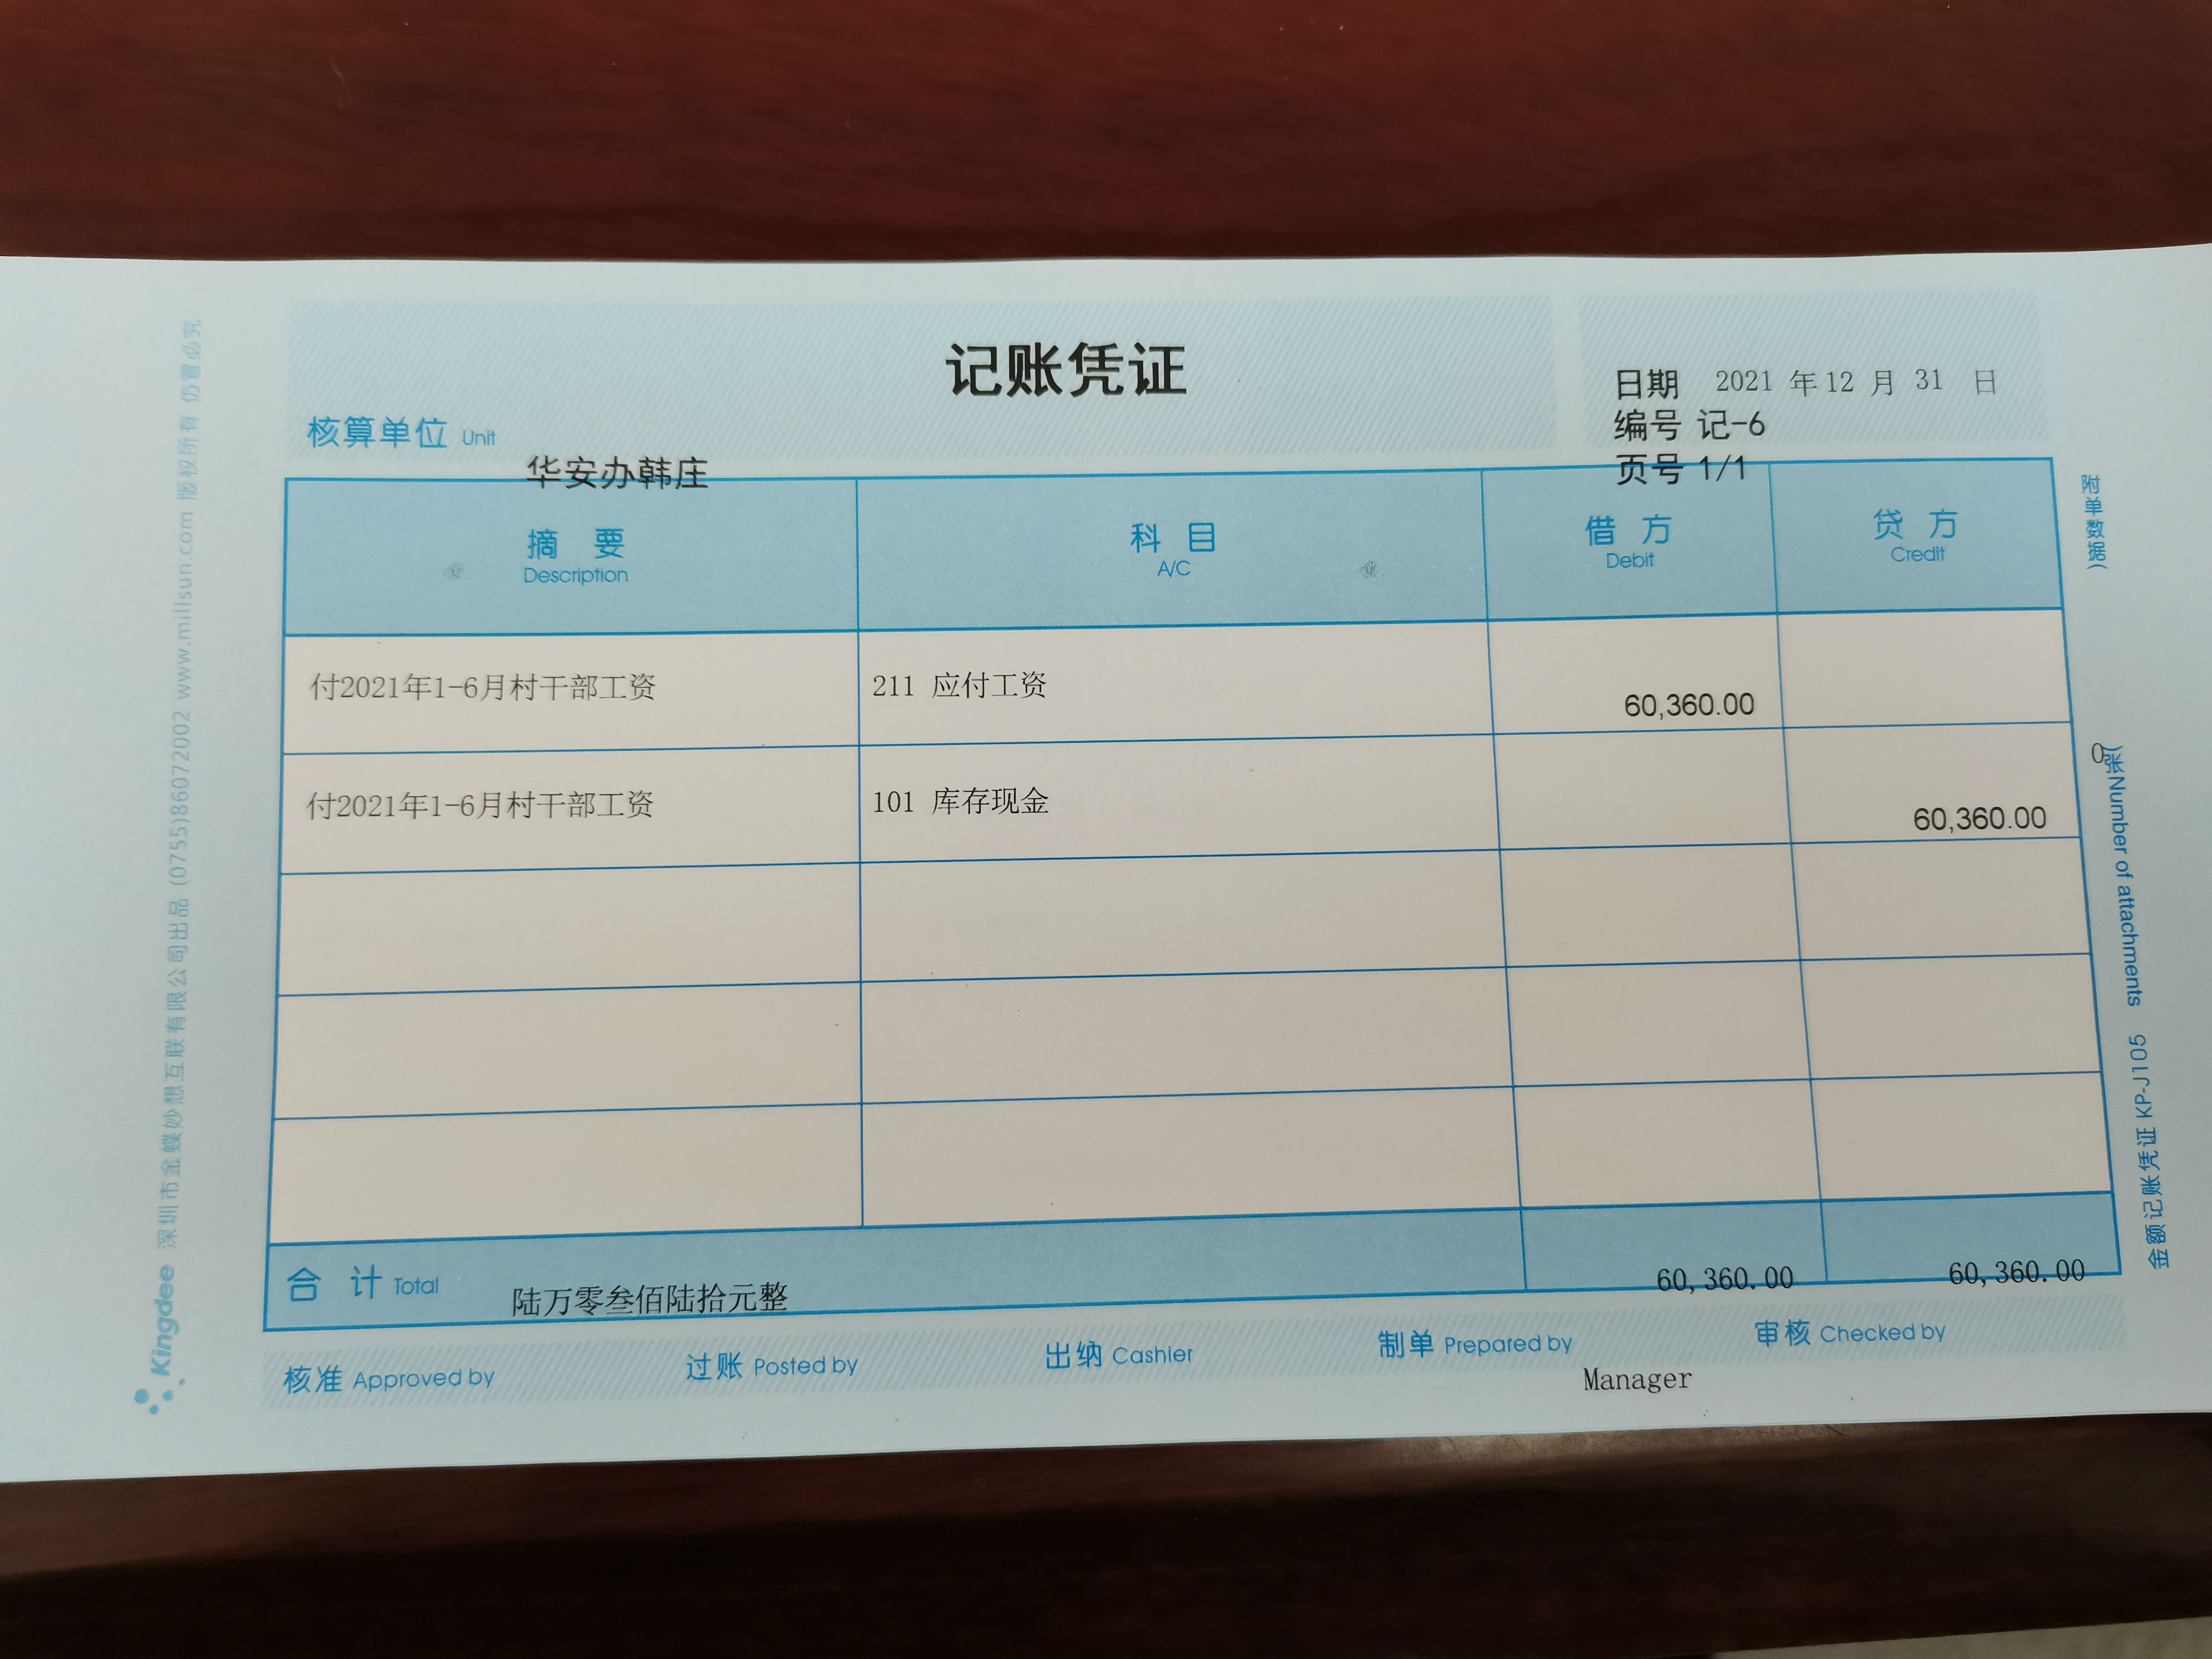 记账凭证
日期 2021 年 12 月 31 日
编号 记-6
页号 1/1
核算单位 Unit
华安办韩庄
摘 要 科 目 借 方 贷 方
Description A/C Debit Credit
付2021年1-6月村干部工资 211 应付工资 60,360.00
付2021年1-6月村干部工资 101 库存现金 60,360.00
合 计 Total 陆万零叁佰陆拾元整 60,360.00 60,360.00
核准 Approved by 过账 Posted by 出纳 Cashier 制单 Prepared by 审核 Checked by
Manager
附单数据( 0 张)Number of attachments 金额记账凭证 KP-J105
Kingdee 深圳市金蝶妙想互联有限公司出品 (0755)86072002 www.millsun.com 版权所有 仿冒必究